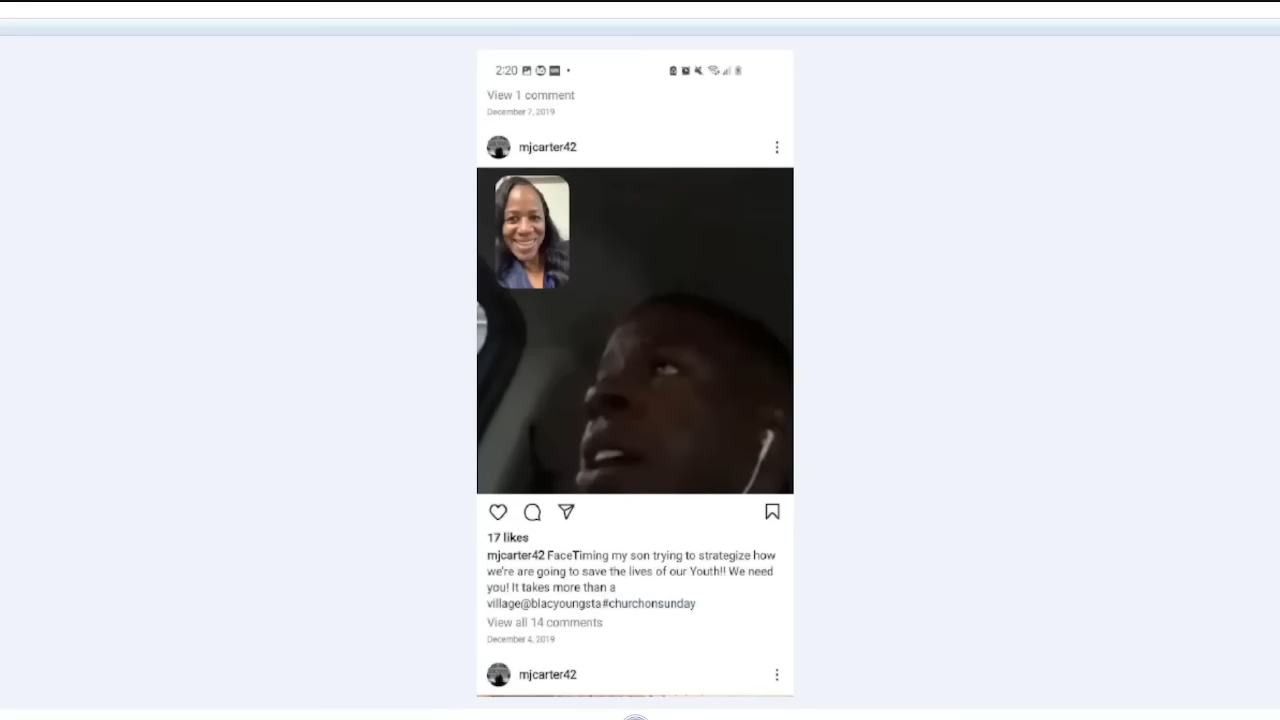 2:20
View 1 comment
December 7, 2019
mjcarter42
17 likes
mjcarter42 FaceTiming my son trying to strategize how
we're are going to save the lives of our Youth!! We need
you! It takes more than a
village@blacyoungsta#churchonsunday
View all 14 comments
December 4, 2019
mjcarter42